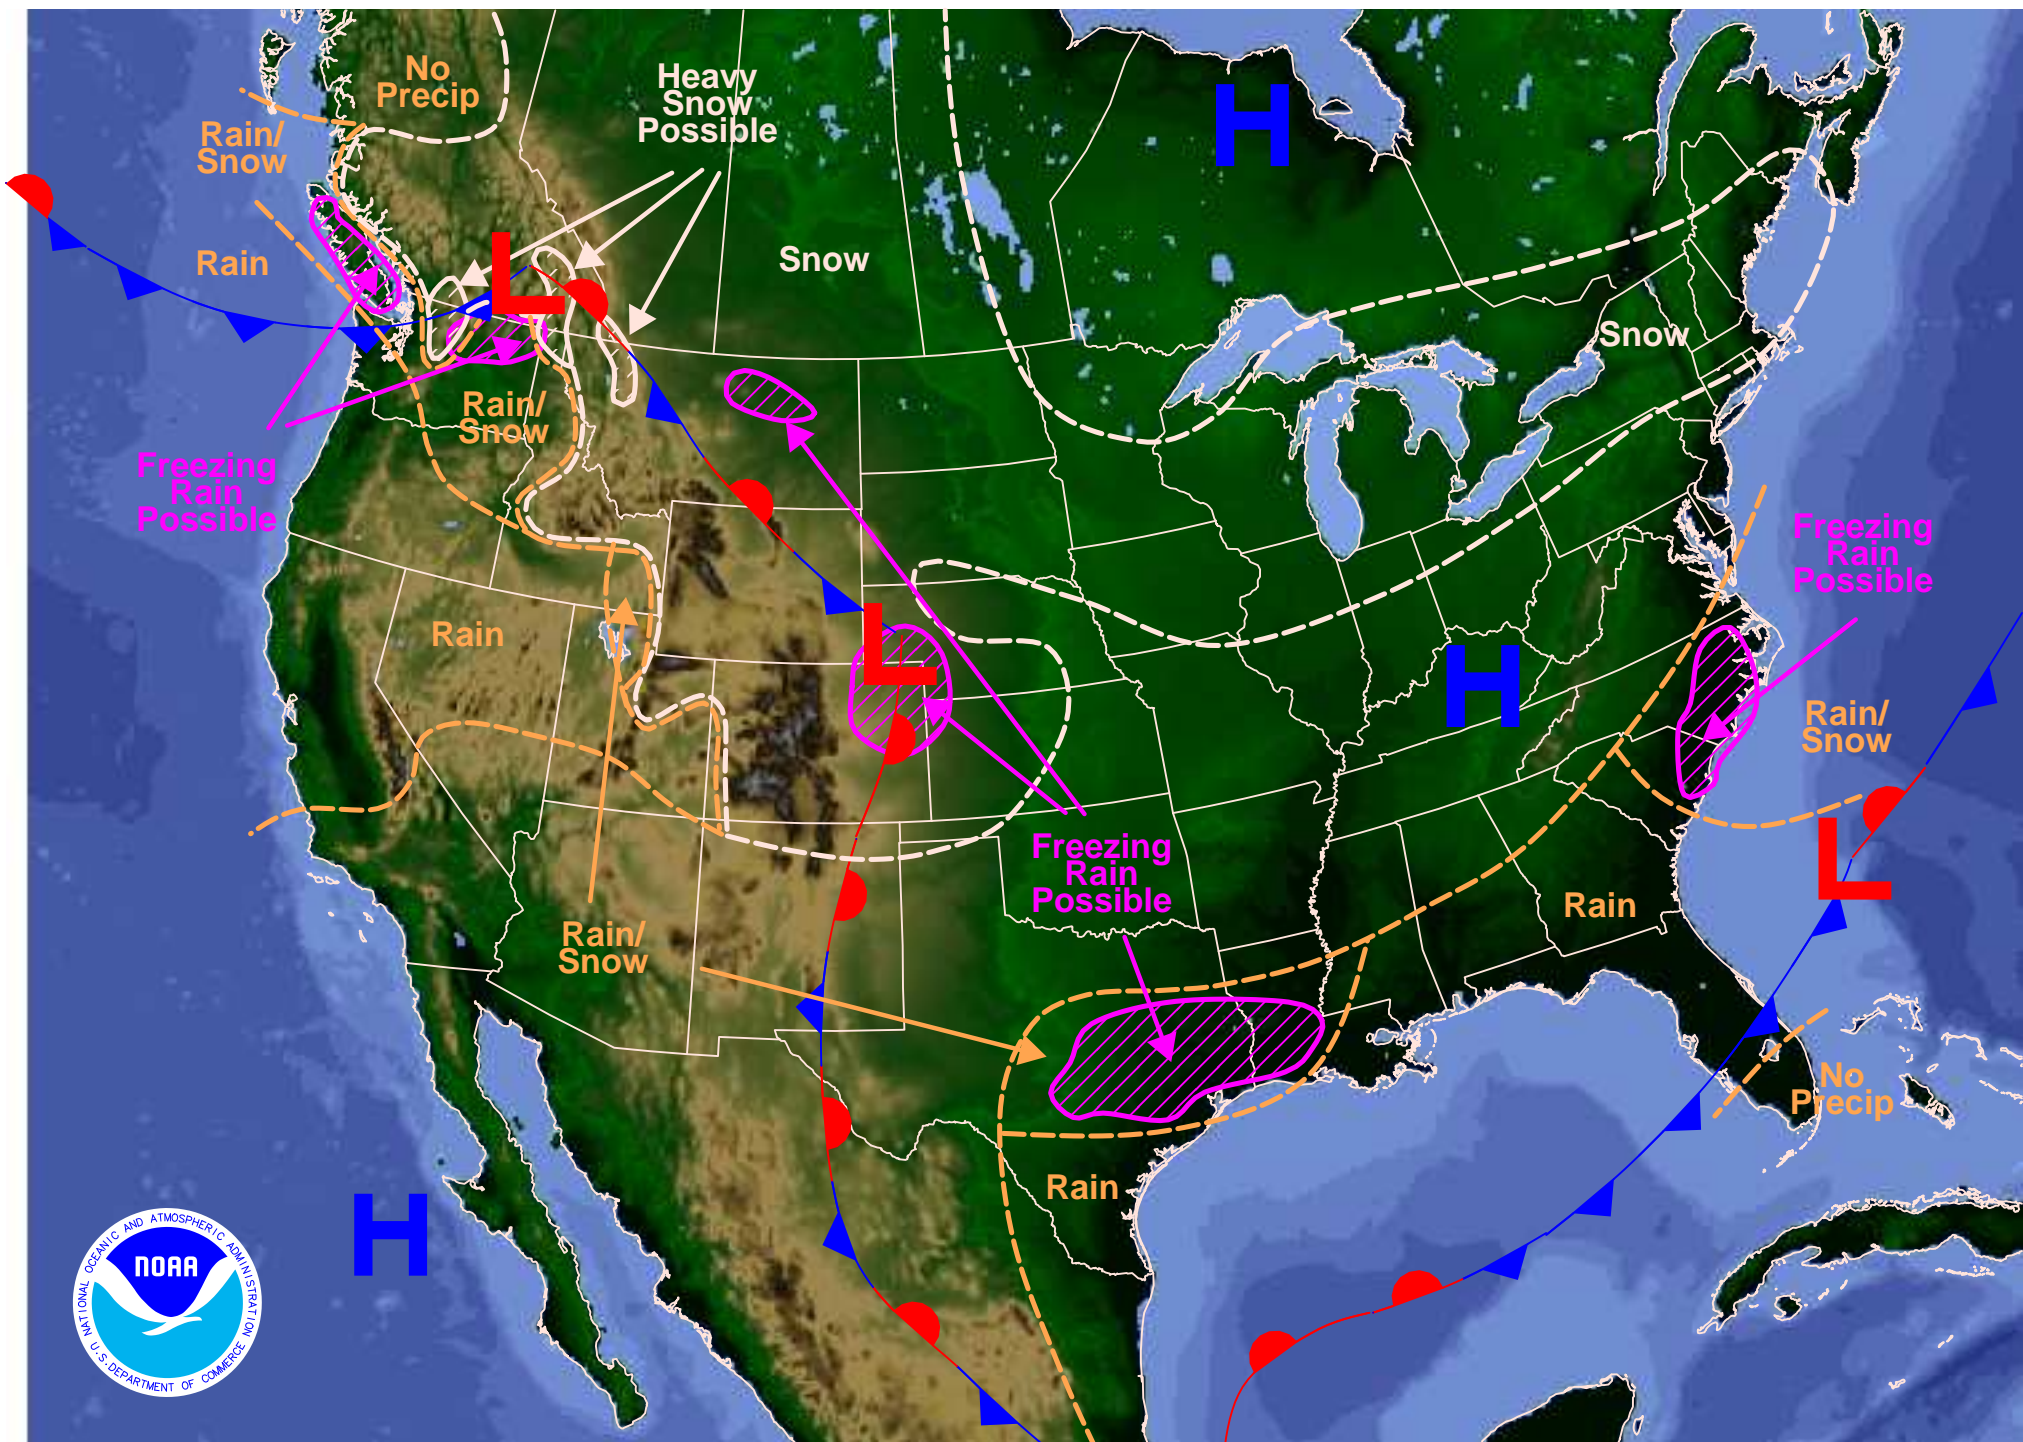 No
Precip
Heavy
Snow
Possible
H
Rain/
Snow
Rain
L
Snow
Snow
Rain/
Snow
Freezing
Rain
Possible
Freezing
Rain
Possible
Rain
L
H
Rain/
Snow
L
Freezing
Rain
Possible
Rain
Rain/
Snow
No
Precip
Rain
H
NATIONAL OCEANIC AND ATMOSPHERIC ADMINISTRATION
NOAA
U.S. DEPARTMENT OF COMMERCE